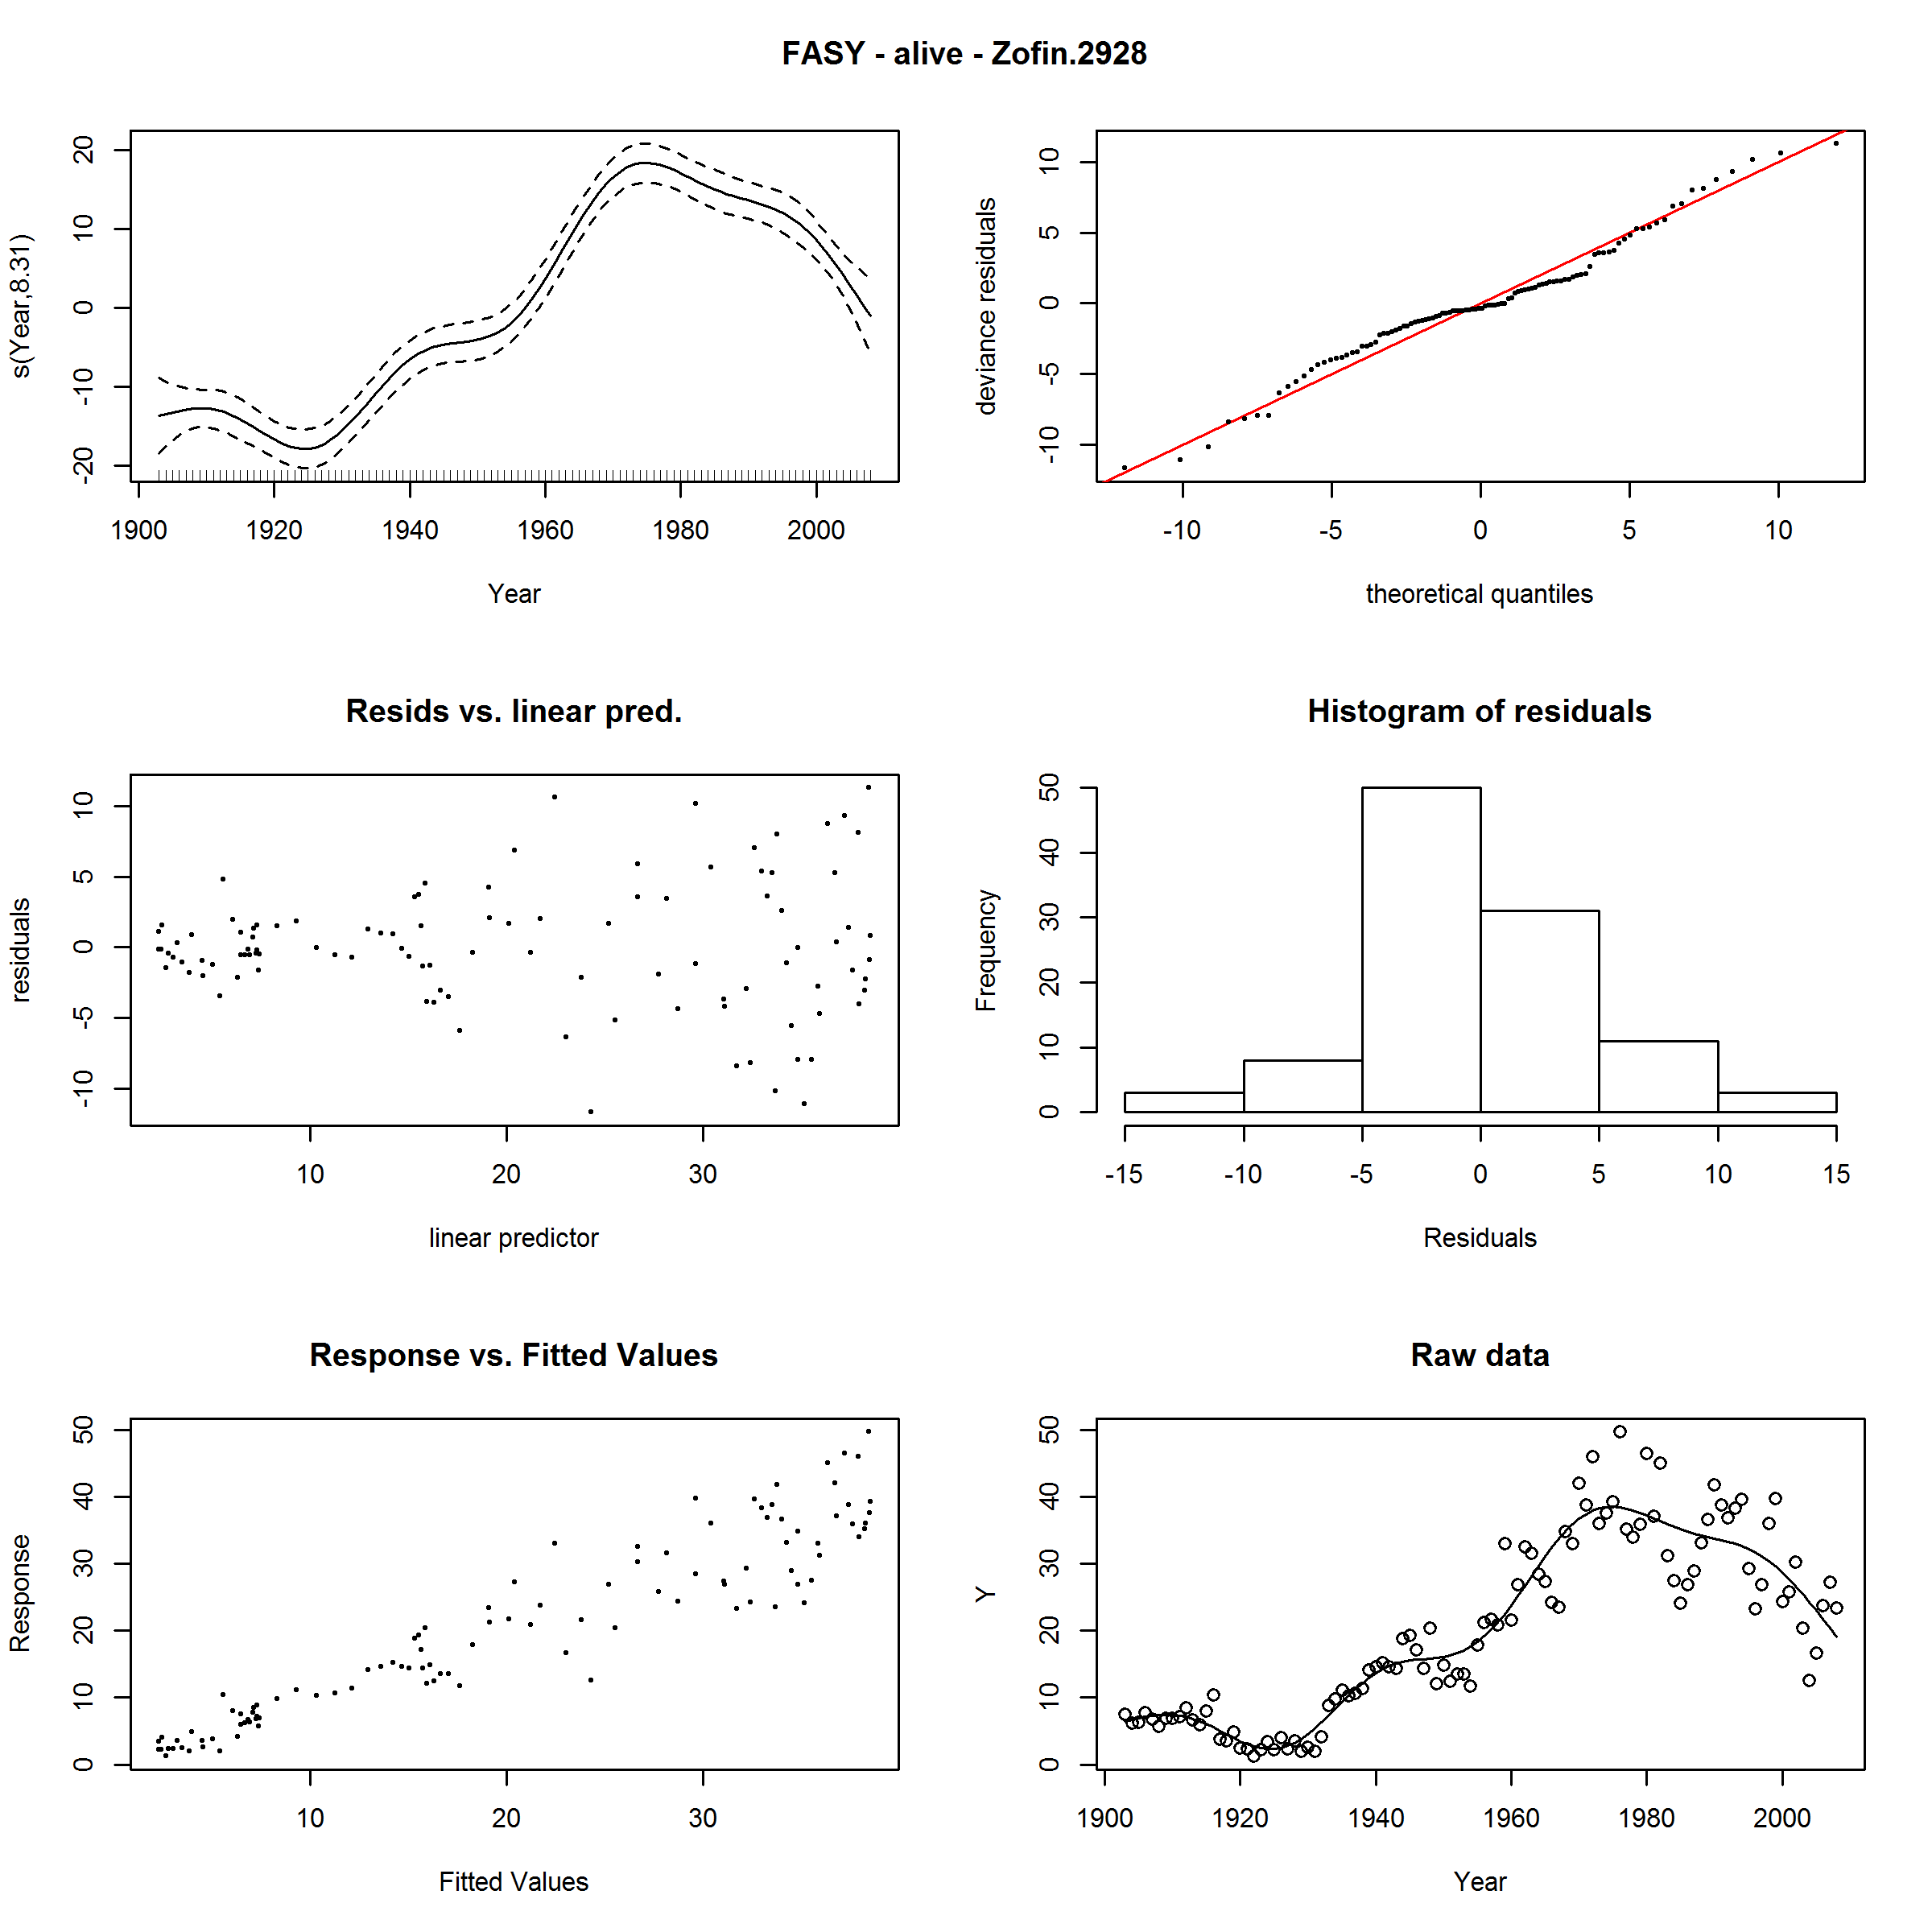 FASY - alive - Zofin.2928
s(Year,8.31)
-20 -10 0 10 20
1900 1920 1940 1960 1980 2000
Year
deviance residuals
-10 -5 0 5 10
-10 -5 0 5 10
theoretical quantiles
Resids vs. linear pred.
residuals
-10 -5 0 5 10
10 20 30
linear predictor
Histogram of residuals
Frequency
0 10 20 30 40 50
-15 -10 -5 0 5 10 15
Residuals
Response vs. Fitted Values
Response
0 10 20 30 40 50
10 20 30
Fitted Values
Raw data
Y
0 10 20 30 40 50
1900 1920 1940 1960 1980 2000
Year